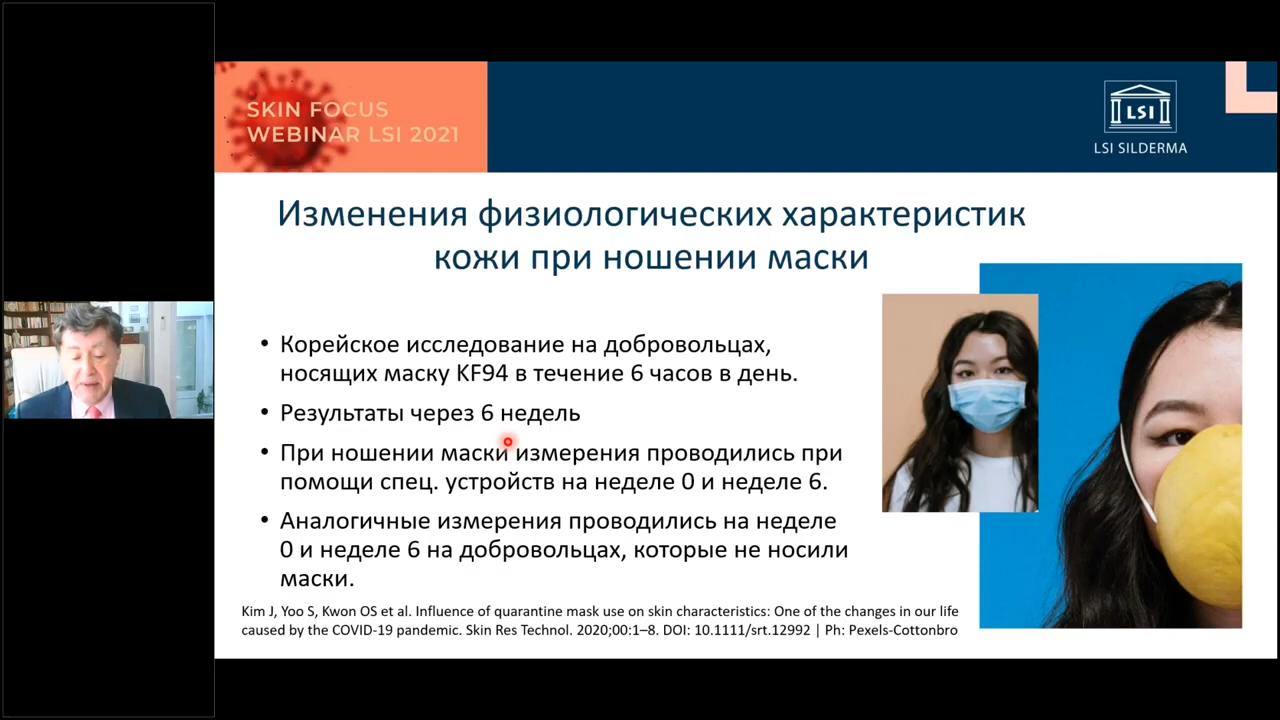 SKIN FOCUS
WEBINAR LSI 2021
LSI
LSI SILDERMA
Изменения физиологических характеристик
кожи при ношении маски
• Корейское исследование на добровольцах,
носящих маску KF94 в течение 6 часов в день.
• Результаты через 6 недель
• При ношении маски измерения проводились при
помощи спец. устройств на неделе 0 и неделе 6.
• Аналогичные измерения проводились на неделе
0 и неделе 6 на добровольцах, которые не носили
маски.
Kim J, Yoo S, Kwon OS et al. Influence of quarantine mask use on skin characteristics: One of the changes in our life
caused by the COVID-19 pandemic. Skin Res Technol. 2020;00:1–8. DOI: 10.1111/srt.12992 | Ph: Pexels-Cottonbro